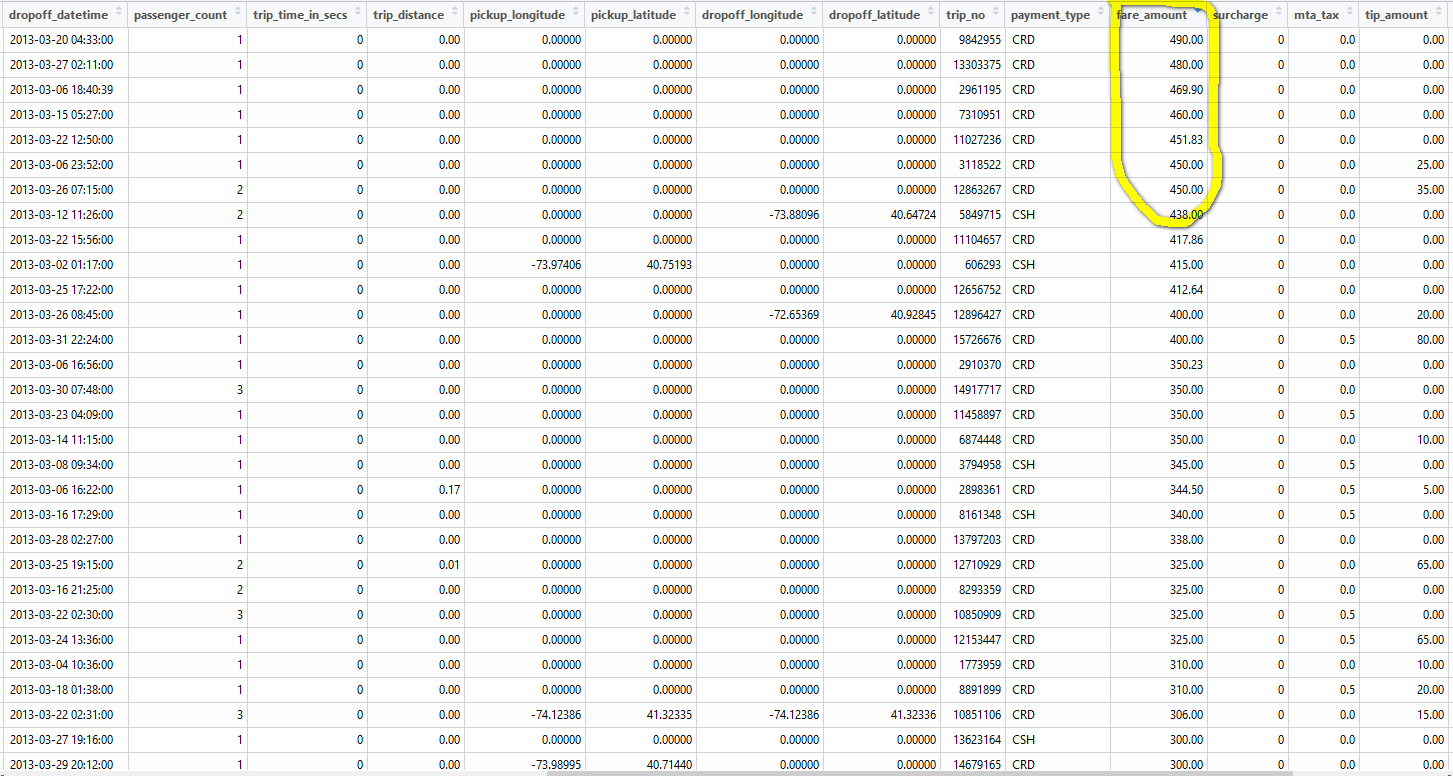 dropoff_datetime passenger_count trip_time_in_secs trip_distance pickup_longitude pickup_latitude dropoff_longitude dropoff_latitude trip_no payment_type fare_amount surcharge mta_tax tip_amount
2013-03-20 04:33:00 1 0 0.00 0.00000 0.00000 0.00000 0.00000 9842955 CRD 490.00 0 0.0 0.00
2013-03-27 02:11:00 1 0 0.00 0.00000 0.00000 0.00000 0.00000 13303375 CRD 480.00 0 0.0 0.00
2013-03-06 18:40:39 1 0 0.00 0.00000 0.00000 0.00000 0.00000 2961195 CRD 469.90 0 0.0 0.00
2013-03-15 05:27:00 1 0 0.00 0.00000 0.00000 0.00000 0.00000 7310951 CRD 460.00 0 0.0 0.00
2013-03-22 12:50:00 1 0 0.00 0.00000 0.00000 0.00000 0.00000 11027236 CRD 451.83 0 0.0 0.00
2013-03-06 23:52:00 1 0 0.00 0.00000 0.00000 0.00000 0.00000 3118522 CRD 450.00 0 0.0 25.00
2013-03-26 07:15:00 2 0 0.00 0.00000 0.00000 0.00000 0.00000 12863267 CRD 450.00 0 0.0 35.00
2013-03-12 11:26:00 2 0 0.00 0.00000 0.00000 -73.88096 40.64724 5849715 CSH 438.00 0 0.0 0.00
2013-03-22 15:56:00 1 0 0.00 0.00000 0.00000 0.00000 0.00000 11104657 CRD 417.86 0 0.0 0.00
2013-03-02 01:17:00 1 0 0.00 -73.97406 40.75193 0.00000 0.00000 606293 CSH 415.00 0 0.0 0.00
2013-03-25 17:22:00 1 0 0.00 0.00000 0.00000 0.00000 0.00000 12656752 CRD 412.64 0 0.0 0.00
2013-03-26 08:45:00 1 0 0.00 0.00000 0.00000 -72.65369 40.92845 12896427 CRD 400.00 0 0.0 20.00
2013-03-31 22:24:00 1 0 0.00 0.00000 0.00000 0.00000 0.00000 15726676 CRD 400.00 0 0.5 80.00
2013-03-06 16:56:00 1 0 0.00 0.00000 0.00000 0.00000 0.00000 2910370 CRD 350.23 0 0.0 0.00
2013-03-30 07:48:00 3 0 0.00 0.00000 0.00000 0.00000 0.00000 14917717 CRD 350.00 0 0.0 0.00
2013-03-23 04:09:00 1 0 0.00 0.00000 0.00000 0.00000 0.00000 11458897 CRD 350.00 0 0.5 0.00
2013-03-14 11:15:00 1 0 0.00 0.00000 0.00000 0.00000 0.00000 6874448 CRD 350.00 0 0.0 10.00
2013-03-08 09:34:00 1 0 0.00 0.00000 0.00000 0.00000 0.00000 3794958 CSH 345.00 0 0.5 0.00
2013-03-06 16:22:00 1 0 0.17 0.00000 0.00000 0.00000 0.00000 2898361 CRD 344.50 0 0.5 5.00
2013-03-16 17:29:00 1 0 0.00 0.00000 0.00000 0.00000 0.00000 8161348 CSH 340.00 0 0.5 0.00
2013-03-28 02:27:00 1 0 0.00 0.00000 0.00000 0.00000 0.00000 13797203 CRD 338.00 0 0.0 0.00
2013-03-25 19:15:00 2 0 0.01 0.00000 0.00000 0.00000 0.00000 12710929 CRD 325.00 0 0.0 65.00
2013-03-16 21:25:00 2 0 0.00 0.00000 0.00000 0.00000 0.00000 8293359 CRD 325.00 0 0.5 0.00
2013-03-22 02:30:00 3 0 0.00 0.00000 0.00000 0.00000 0.00000 10850909 CRD 325.00 0 0.5 0.00
2013-03-24 13:36:00 1 0 0.00 0.00000 0.00000 0.00000 0.00000 12153447 CRD 325.00 0 0.5 65.00
2013-03-04 10:36:00 1 0 0.00 0.00000 0.00000 0.00000 0.00000 1773959 CRD 310.00 0 0.0 10.00
2013-03-18 01:38:00 1 0 0.00 0.00000 0.00000 0.00000 0.00000 8891899 CRD 310.00 0 0.5 20.00
2013-03-22 02:31:00 3 0 0.00 -74.12386 41.32335 -74.12386 41.32336 10851106 CRD 306.00 0 0.0 15.00
2013-03-27 19:16:00 1 0 0.00 0.00000 0.00000 0.00000 0.00000 13623164 CSH 300.00 0 0.0 0.00
2013-03-29 20:12:00 1 0 0.00 -73.98995 40.71440 0.00000 0.00000 14679165 CRD 300.00 0 0.0 0.00